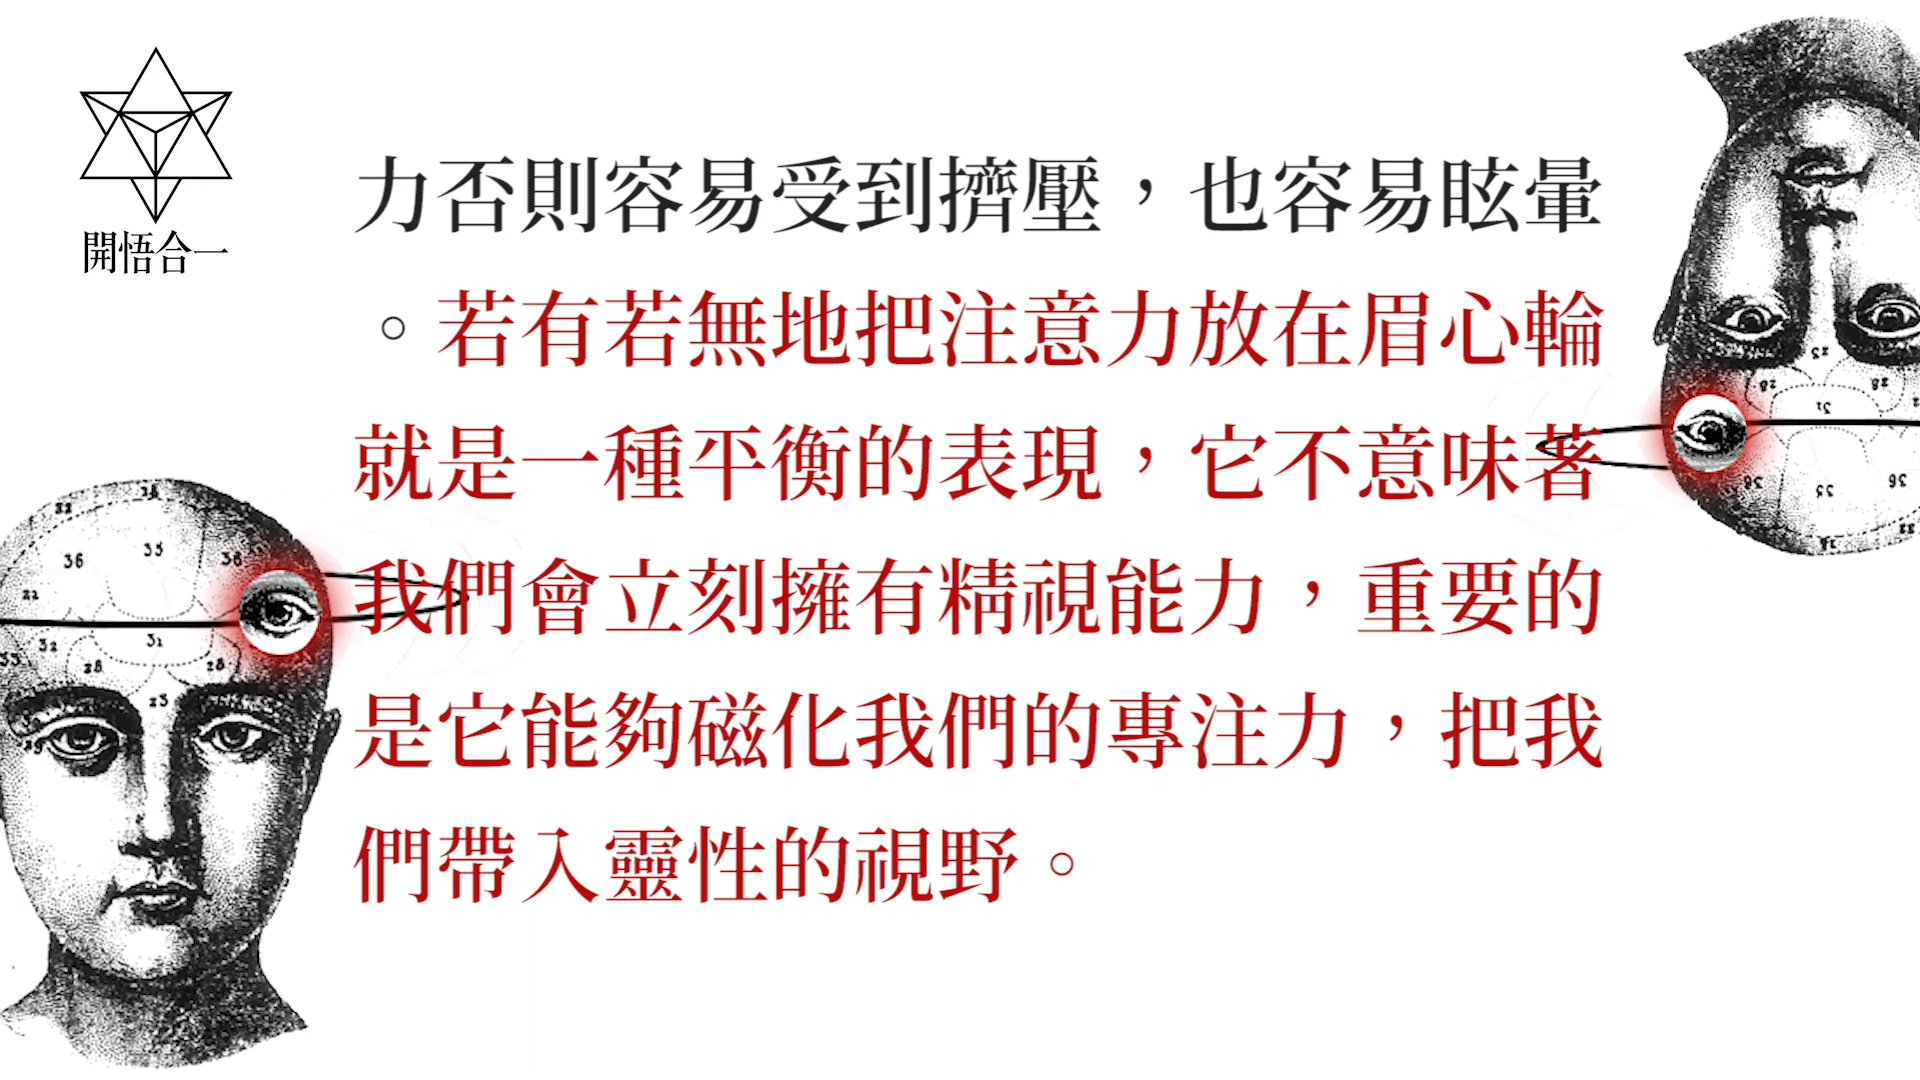 開悟合一
力否則容易受到擠壓，也容易眩暈
。若有若無地把注意力放在眉心輪
就是一種平衡的表現，它不意味著
我們會立刻擁有精視能力，重要的
是它能夠磁化我們的專注力，把我
們帶入靈性的視野。